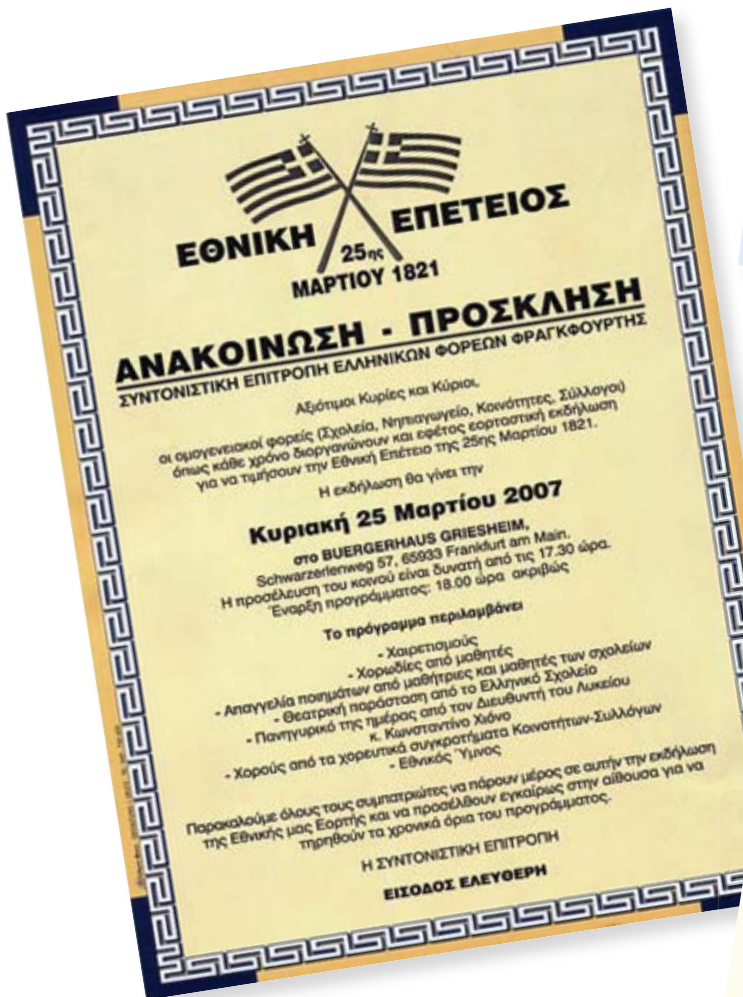 ΕΘΝΙΚΗ ΕΠΕΤΕΙΟΣ
25ης
ΜΑΡΤΙΟΥ 1821
ΑΝΑΚΟΙΝΩΣΗ - ΠΡΟΣΚΛΗΣΗ
ΣΥΝΤΟΝΙΣΤΙΚΗ ΕΠΙΤΡΟΠΗ ΕΛΛΗΝΙΚΩΝ ΦΟΡΕΩΝ ΦΡΑΓΚΦΟΥΡΤΗΣ
Αξιότιμοι Κυρίες και Κύριοι,
οι ομογενειακοί φορείς (Σχολεία, Νηπιαγωγείο, Κοινότητες, Σύλλογοι)
όπως κάθε χρόνο διοργανώνουν και εφέτος εορταστική εκδήλωση
για να τιμήσουν την Εθνική Επέτειο της 25ης Μαρτίου 1821.
Η εκδήλωση θα γίνει την
Κυριακή 25 Μαρτίου 2007
στο BUERGERHAUS GRIESHEIM,
Schwarzerlenweg 57, 65933 Frankfurt am Main.
Η προσέλευση του κοινού είναι δυνατή από τις 17.30 ώρα.
Έναρξη προγράμματος: 18.00 ώρα ακριβώς
Το πρόγραμμα περιλαμβάνει
- Χαιρετισμούς
- Χορωδίες από μαθητές
- Απαγγελία ποιημάτων από μαθήτριες και μαθητές των σχολείων
- Θεατρική παράσταση από το Ελληνικό Σχολείο
- Πανηγυρικό της ημέρας από τον Διευθυντή του Λυκείου
κ. Κωνσταντίνο Χιόνο
- Χορούς από τα χορευτικά συγκροτήματα Κοινοτήτων-Συλλόγων
- Εθνικός Ύμνος
Παρακαλούμε όλους τους συμπατριώτες να πάρουν μέρος σε αυτήν την εκδήλωση
της Εθνικής μας Εορτής και να προσέλθουν εγκαίρως στην αίθουσα για να
τηρηθούν τα χρονικά όρια του προγράμματος.
Η ΣΥΝΤΟΝΙΣΤΙΚΗ ΕΠΙΤΡΟΠΗ
ΕΙΣΟΔΟΣ ΕΛΕΥΘΕΡΗ